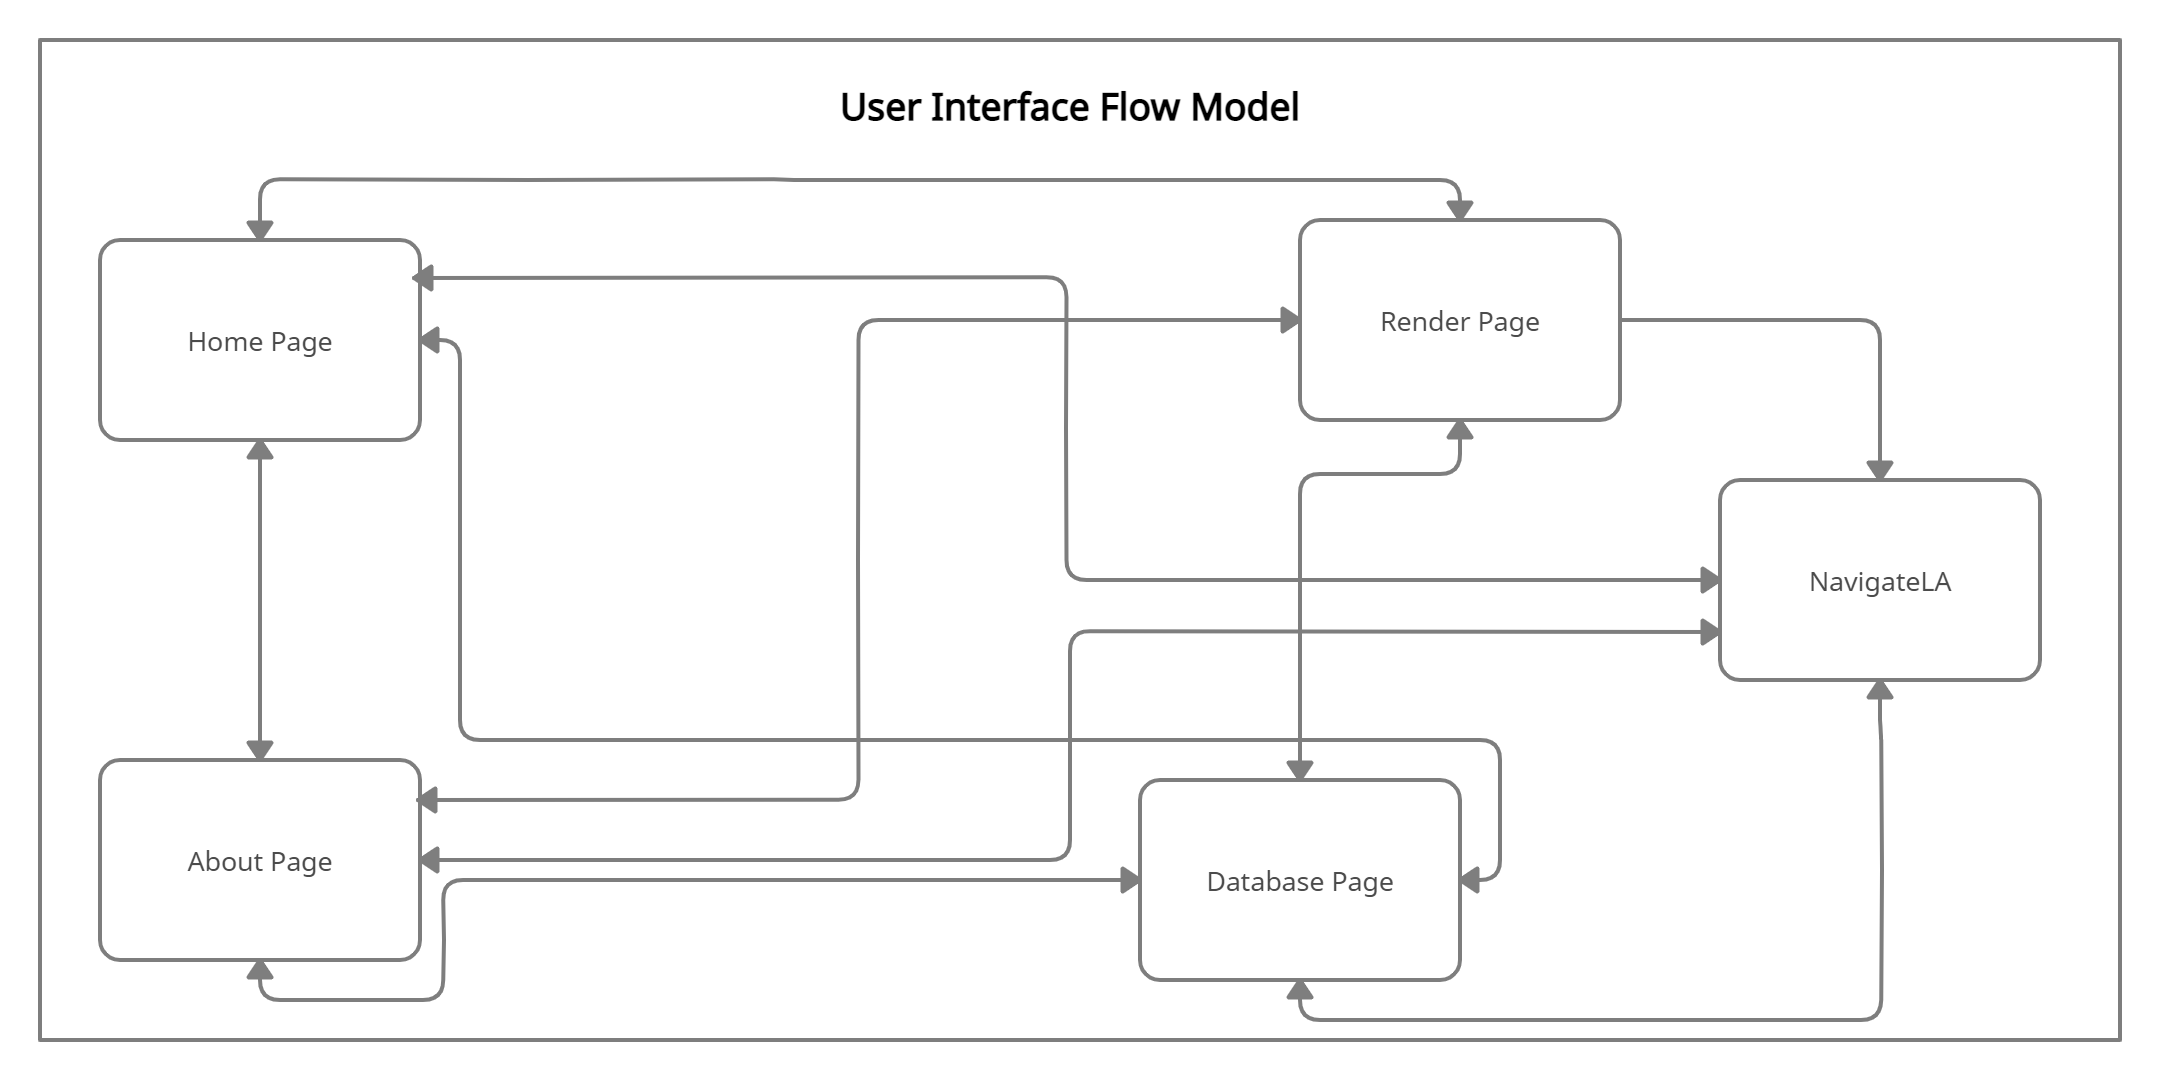 User Interface Flow Model
Home Page
Render Page
NavigateLA
About Page
Database Page